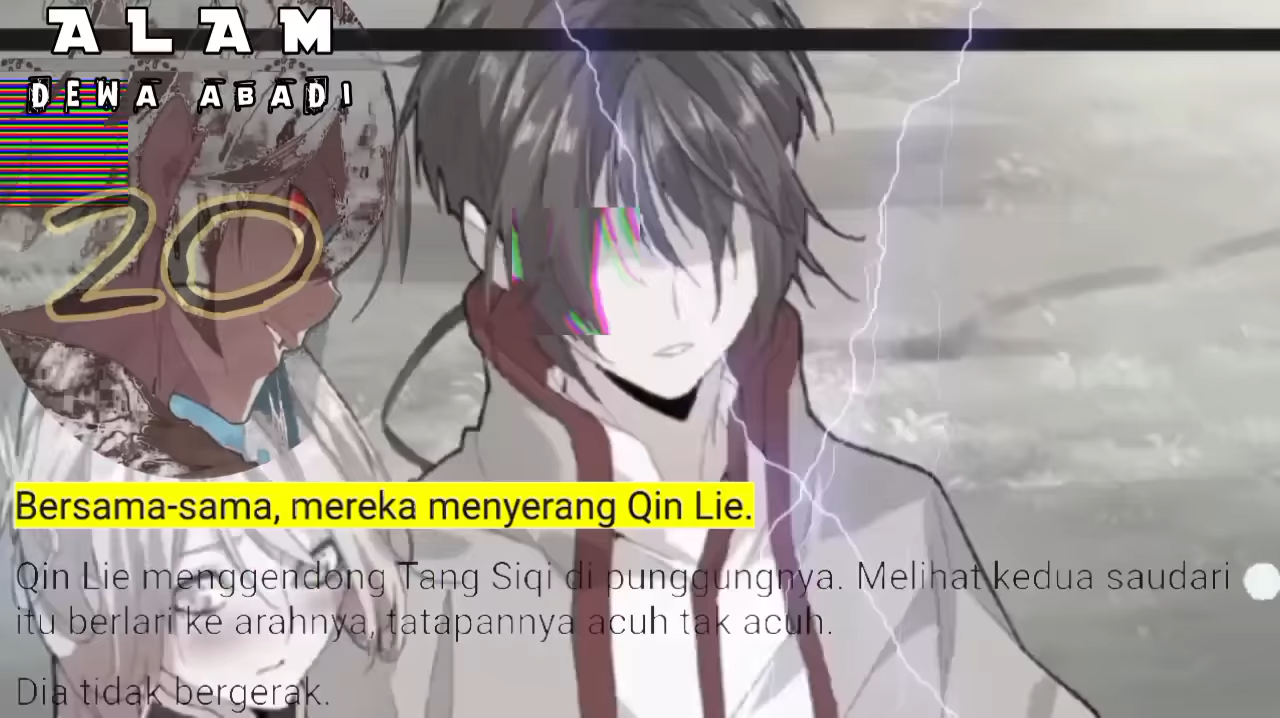 ALAM
DEWA ABADI
20
Bersama-sama, mereka menyerang Qin Lie.
Qin Lie menggendong Tang Siqi di punggungnya. Melihat kedua saudari
itu berlari ke arahnya, tatapannya acuh tak acuh.
Dia tidak bergerak.